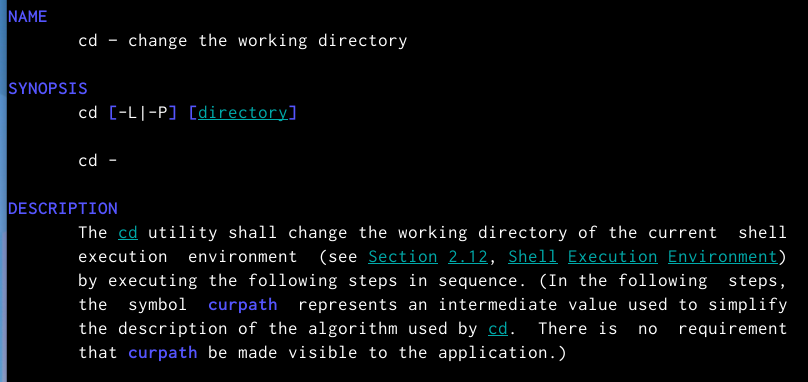 NAME
cd − change the working directory
SYNOPSIS
cd [−L|−P] [directory]
cd −
DESCRIPTION
The cd utility shall change the working directory of the current shell
execution environment (see Section 2.12, Shell Execution Environment)
by executing the following steps in sequence. (In the following steps,
the symbol curpath represents an intermediate value used to simplify
the description of the algorithm used by cd. There is no requirement
that curpath be made visible to the application.)